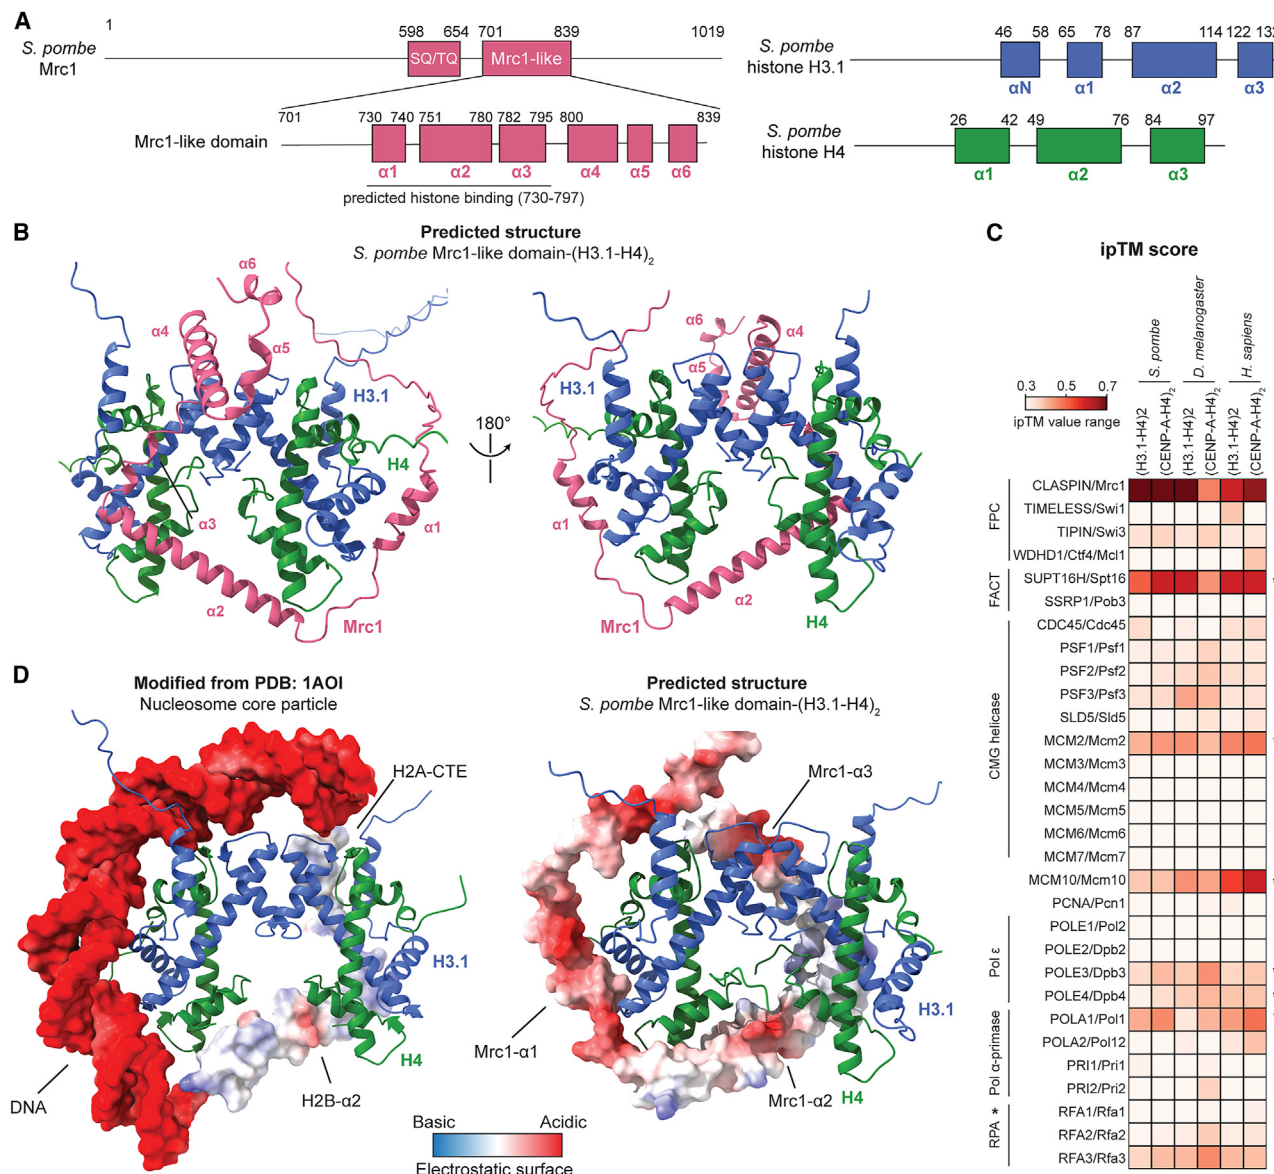 A
1
598 654 701 839 1019
S. pombe
Mrc1
SQ/TQ
Mrc1-like
701
730 740 751 780 782 795 800 839
Mrc1-like domain
α1 α2 α3 α4 α5 α6
predicted histone binding (730-797)
S. pombe
histone H3.1
46 58 65 78 87 114 122 132
αN α1 α2 α3
S. pombe
histone H4
26 42 49 76 84 97
α1 α2 α3
B
Predicted structure
S. pombe Mrc1-like domain-(H3.1-H4)2
α6
α4
α5
H3.1
H4
α3
α1
α2
Mrc1
180°
α6
α4
α5
H3.1
α1
α2
Mrc1
H4
C
ipTM score
0.3 0.5 0.7
ipTM value range
S. pombe
D. melanogaster
H. sapiens
(H3.1-H4)2
(CENP-A-H4)2
(H3.1-H4)2
(CENP-A-H4)2
(H3.1-H4)2
(CENP-A-H4)2
FPC
CLASPIN/Mrc1
TIMELESS/Swi1
TIPIN/Swi3
WDHD1/Ctf4/Mcl1
FACT
SUPT16H/Spt16
SSRP1/Pob3
CMG helicase
CDC45/Cdc45
PSF1/Psf1
PSF2/Psf2
PSF3/Psf3
SLD5/Sld5
MCM2/Mcm2
MCM3/Mcm3
MCM4/Mcm4
MCM5/Mcm5
MCM6/Mcm6
MCM7/Mcm7
MCM10/Mcm10
PCNA/Pcn1
Pol ε
POLE1/Pol2
POLE2/Dpb2
POLE3/Dpb3
POLE4/Dpb4
Pol α-primase
POLA1/Pol1
POLA2/Pol12
PRI1/Pri1
PRI2/Pri2
RPA *
RFA1/Rfa1
RFA2/Rfa2
RFA3/Rfa3
D
Modified from PDB: 1AOI
Nucleosome core particle
H2A-CTE
H3.1
H4
H2B-α2
DNA
Predicted structure
S. pombe Mrc1-like domain-(H3.1-H4)2
Mrc1-α3
H3.1
Mrc1-α1
Mrc1-α2
H4
Basic Acidic
Electrostatic surface